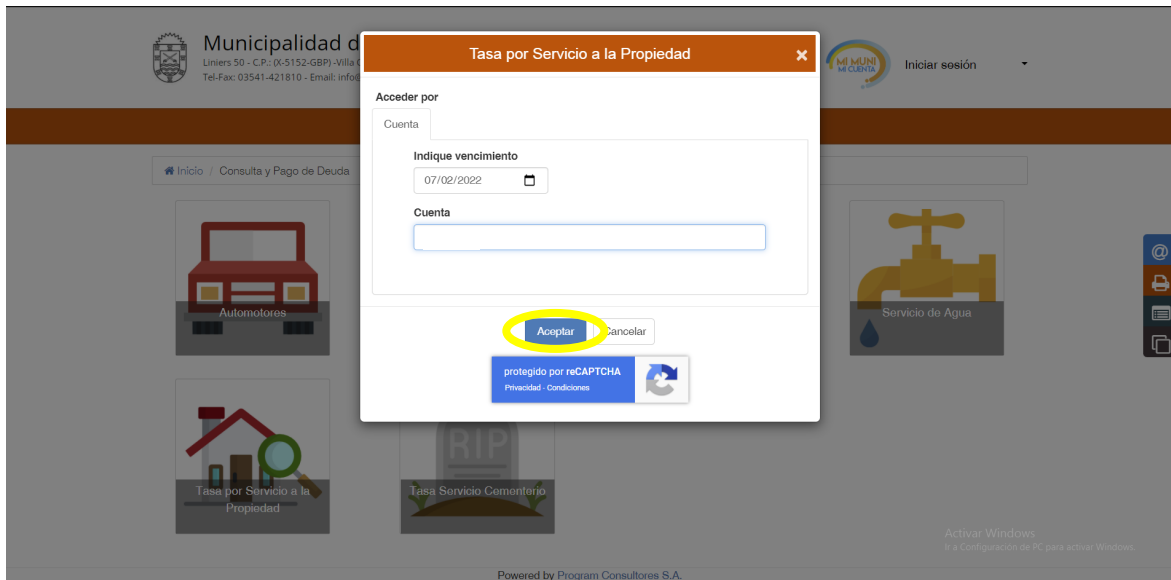 Municipalidad d
Liniers 50 - C.P.: (X-5152-GBP) -Villa
Tel-Fax: 03541-421810 - Email: info
MI MUNI
MI CUENTA
Iniciar sesión
Tasa por Servicio a la Propiedad
×
Acceder por
Cuenta
Indique vencimiento
07/02/2022
Cuenta
Inicio / Consulta y Pago de Deuda
Automotores
Servicio de Agua
Aceptar
Cancelar
protegido por reCAPTCHA
Privacidad - Condiciones
RIP
Tasa por Servicio a la
Propiedad
Tasa Servicio Cementerio
Activar Windows
Ir a Configuración de PC para activar Windows.
Powered by Program Consultores S.A.